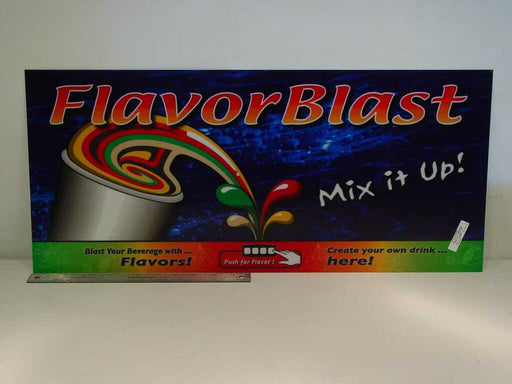 FlavorBlast
Mix it Up!
Blast Your Beverage with ...
Flavors!
Push for Flavor !
Create your own drink ...
here!